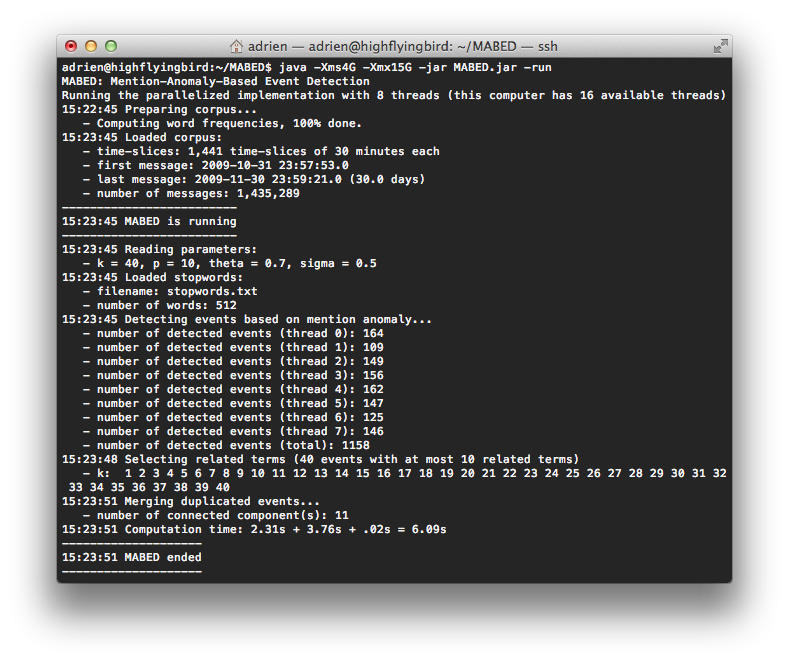 adrien — adrien@highflyingbird: ~/MABED — ssh
adrien@highflyingbird:~/MABED$ java -Xms4G -Xmx15G -jar MABED.jar -run
MABED: Mention-Anomaly-Based Event Detection
Running the parallelized implementation with 8 threads (this computer has 16 available threads)
15:22:45 Preparing corpus...
   - Computing word frequencies, 100% done.
15:23:45 Loaded corpus:
   - time-slices: 1,441 time-slices of 30 minutes each
   - first message: 2009-10-31 23:57:53.0
   - last message: 2009-11-30 23:59:21.0 (30.0 days)
   - number of messages: 1,435,289
-------------------------
15:23:45 MABED is running
-------------------------
15:23:45 Reading parameters:
   - k = 40, p = 10, theta = 0.7, sigma = 0.5
15:23:45 Loaded stopwords:
   - filename: stopwords.txt
   - number of words: 512
15:23:45 Detecting events based on mention anomaly...
   - number of detected events (thread 0): 164
   - number of detected events (thread 1): 109
   - number of detected events (thread 2): 149
   - number of detected events (thread 3): 156
   - number of detected events (thread 4): 162
   - number of detected events (thread 5): 147
   - number of detected events (thread 6): 125
   - number of detected events (thread 7): 146
   - number of detected events (total): 1158
15:23:48 Selecting related terms (40 events with at most 10 related terms)
   - k:  1 2 3 4 5 6 7 8 9 10 11 12 13 14 15 16 17 18 19 20 21 22 23 24 25 26 27 28 29 30 31 32
 33 34 35 36 37 38 39 40
15:23:51 Merging duplicated events...
   - number of connected component(s): 11
15:23:51 Computation time: 2.31s + 3.76s + .02s = 6.09s
--------------------
15:23:51 MABED ended
--------------------